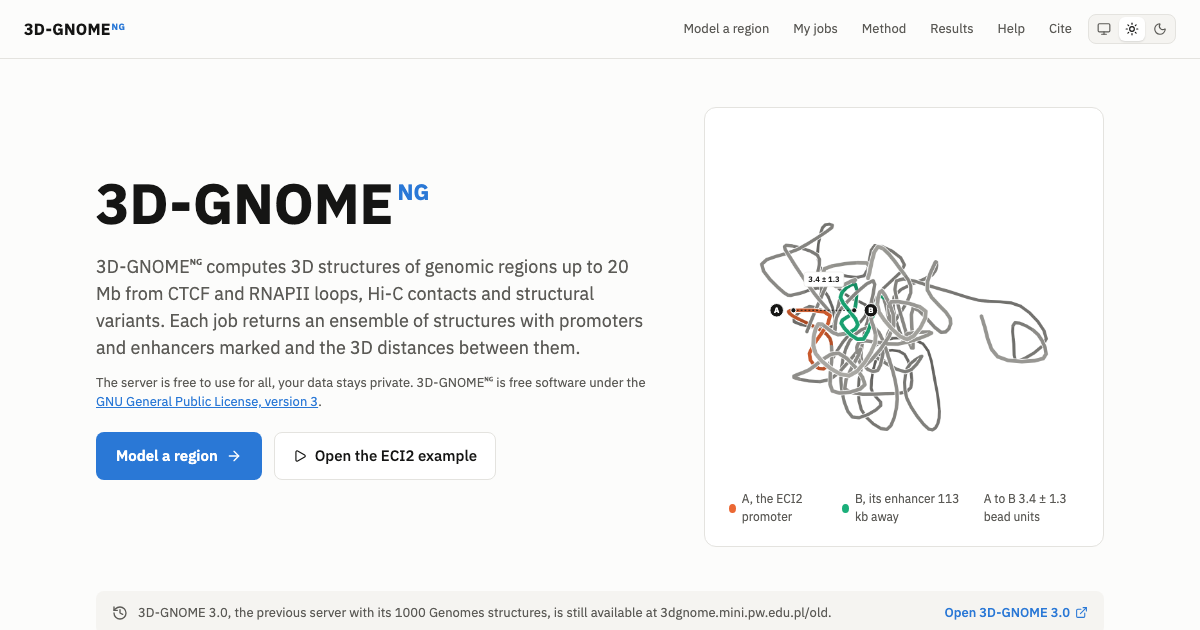 3D-GNOMENG
Model a region
My jobs
Method
Results
Help
Cite
3D-GNOME NG
3D-GNOMENG computes 3D structures of genomic regions up to 20
Mb from CTCF and RNAPII loops, Hi-C contacts and structural
variants. Each job returns an ensemble of structures with promoters
and enhancers marked and the 3D distances between them.
The server is free to use for all, your data stays private. 3D-GNOMENG is free software under the
GNU General Public License, version 3.
Model a region
Open the ECI2 example
3.4 ± 1.3
A
B
A, the ECI2
promoter
B, its enhancer 113
kb away
A to B 3.4 ± 1.3
bead units
3D-GNOME 3.0, the previous server with its 1000 Genomes structures, is still available at 3dgnome.mini.pw.edu.pl/old.
Open 3D-GNOME 3.0